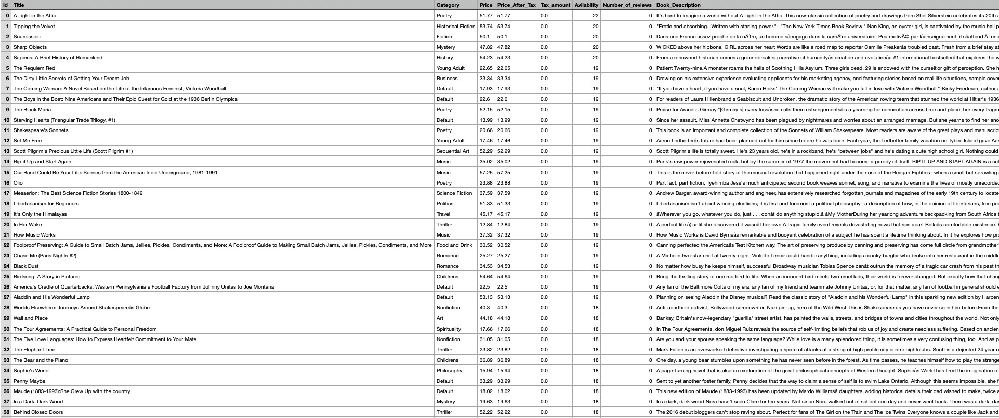 Id Title Category Price Price_After_Tax Tax_amount Avilability Number_of_reviews Book_Description
0 A Light in the Attic Poetry 51.77 51.77 0.0 22 0 It's hard to imagine a world without A Light in the Attic. This now-classic collection of poetry and drawings from Shel Silverstein celebrates its 20th a
1 Tipping the Velvet Historical Fiction 53.74 53.74 0.0 20 0 "Erotic and absorbing...Written with starling power."--"The New York Times Book Review " Nan King, an oyster girl, is captivated by the music hall p
2 Soumission Fiction 50.1 50.1 0.0 20 0 Dans une France assez proche de la nÃ´tre, un homme sâengage dans la carriÃ¨re universitaire. Peu motivÃ© par lâenseignement, il sâattend Ã une
3 Sharp Objects Mystery 47.82 47.82 0.0 20 0 WICKED above her hipbone, GIRL across her heart Words are like a road map to reporter Camille Preakerâs troubled past. Fresh from a brief stay at
4 Sapiens: A Brief History of Humankind History 54.23 54.23 0.0 20 0 From a renowned historian comes a groundbreaking narrative of humanityâs creation and evolutionâa #1 international bestsellerâthat explores the w
5 The Requiem Red Young Adult 22.65 22.65 0.0 19 0 Patient Twenty-nine.A monster roams the halls of Soothing Hills Asylum. Three girls dead. 29 is endowed with the curseâ¦or gift of perception. She h
6 The Dirty Little Secrets of Getting Your Dream Job Business 33.34 33.34 0.0 19 0 Drawing on his extensive experience evaluating applicants for his marketing agency, and featuring stories based on real-life situations, sample cove
7 The Coming Woman: A Novel Based on the Life of the Infamous Feminist, Victoria Woodhull Default 17.93 17.93 0.0 19 0 "If you have a heart, if you have a soul, Karen Hicks' The Coming Woman will make you fall in love with Victoria Woodhull."-Kinky Friedman, author a
8 The Boys in the Boat: Nine Americans and Their Epic Quest for Gold at the 1936 Berlin Olympics Default 22.6 22.6 0.0 19 0 For readers of Laura Hillenbrand's Seabiscuit and Unbroken, the dramatic story of the American rowing team that stunned the world at Hitler's 1936
9 The Black Maria Poetry 52.15 52.15 0.0 19 0 Praise for Aracelis Girmay:"[Girmay's] every lossâshe calls them estrangementsâis a yearning for connection across time and place; her every fragm
10 Starving Hearts (Triangular Trade Trilogy, #1) Default 13.99 13.99 0.0 19 0 Since her assault, Miss Annette Chetwynd has been plagued by nightmares and worries about an arranged marriage. But she yearns to find her ano
11 Shakespeare's Sonnets Poetry 20.66 20.66 0.0 19 0 This book is an important and complete collection of the Sonnets of William Shakespeare. Most readers are aware of the great plays and manuscrip
12 Set Me Free Young Adult 17.46 17.46 0.0 19 0 Aaron Ledbetterâs future had been planned out for him since before he was born. Each year, the Ledbetter family vacation on Tybee Island gave Aar
13 Scott Pilgrim's Precious Little Life (Scott Pilgrim #1) Sequential Art 52.29 52.29 0.0 19 0 Scott Pilgrim's life is totally sweet. He's 23 years old, he's in a rockband, he's "between jobs" and he's dating a cute high school girl. Nothing could
14 Rip it Up and Start Again Music 35.02 35.02 0.0 19 0 Punk's raw power rejuvenated rock, but by the summer of 1977 the movement had become a parody of itself. RIP IT UP AND START AGAIN is a cel
15 Our Band Could Be Your Life: Scenes from the American Indie Underground, 1981-1991 Music 57.25 57.25 0.0 19 0 This is the never-before-told story of the musical revolution that happened right under the nose of the Reagan Eighties--when a small but sprawling
16 Olio Poetry 23.88 23.88 0.0 19 0 Part fact, part fiction, Tyehimba Jess's much anticipated second book weaves sonnet, song, and narrative to examine the lives of mostly unrecorded
17 Mesaerion: The Best Science Fiction Stories 1800-1849 Science Fiction 37.59 37.59 0.0 19 0 Andrew Barger, award-winning author and engineer, has extensively researched forgotten journals and magazines of the early 19th century to locate
18 Libertarianism for Beginners Politics 51.33 51.33 0.0 19 0 Libertarianism isn't about winning elections; it is first and foremost a political philosophy--a description of how, in the opinion of libertarians, free pe
19 It's Only the Himalayas Travel 45.17 45.17 0.0 19 0 âWherever you go, whatever you do, just . . . donât do anything stupid.â âMy MotherDuring her yearlong adventure backpacking from South Africa t
20 In Her Wake Thriller 12.84 12.84 0.0 19 0 A perfect life â¦ until she discovered it wasnât her own.A tragic family event reveals devastating news that rips apart Bellaâs comfortable existence. E
21 How Music Works Music 37.32 37.32 0.0 19 0 How Music Works is David Byrneâs remarkable and buoyant celebration of a subject he has spent a lifetime thinking about. In it he explores how pr
22 Foolproof Preserving: A Guide to Small Batch Jams, Jellies, Pickles, Condiments, and More: A Foolproof Guide to Making Small Batch Jams, Jellies, Pickles, Condiments, and More Food and Drink 30.52 30.52 0.0 19 0 Canning perfected the Americaâs Test Kitchen way. The art of preserving produce by canning and preserving has come full circle from grandmother'
23 Chase Me (Paris Nights #2) Romance 25.27 25.27 0.0 19 0 A Michelin two-star chef at twenty-eight, Violette Lenoir could handle anything, including a cocky burglar who broke into her restaurant in the middle
24 Black Dust Romance 34.53 34.53 0.0 19 0 No matter how busy he keeps himself, successful Broadway musician Tobias Spence canât outrun the memory of a tragic car crash from his past th
25 Birdsong: A Story in Pictures Childrens 54.64 54.64 0.0 19 0 Bring the thrilling story of one red bird to life. When an innocent bird meets two cruel kids, their world is forever changed. But exactly how that chan
26 America's Cradle of Quarterbacks: Western Pennsylvania's Football Factory from Johnny Unitas to Joe Montana Default 22.5 22.5 0.0 19 0 Any fan of the Baltimore Colts of my era, any fan of my friend and teammate Johnny Unitas, or, for that matter, any fan of football in general should e
27 Aladdin and His Wonderful Lamp Default 53.13 53.13 0.0 19 0 Planning on seeing Aladdin the Disney musical? Read the classic story of "Aladdin and his Wonderful Lamp" in this sparkling new edition by Harpen
28 Worlds Elsewhere: Journeys Around Shakespeareâs Globe Nonfiction 40.3 40.3 0.0 18 0 Anti-apartheid activist, Bollywood screenwriter, Nazi pin-up, hero of the Wild West: this is Shakespeare as you have never seen him before.From the
29 Wall and Piece Art 44.18 44.18 0.0 18 0 Banksy, Britain's now-legendary "guerilla" street artist, has painted the walls, streets, and bridges of towns and cities throughout the world. Not only
30 The Four Agreements: A Practical Guide to Personal Freedom Spirituality 17.66 17.66 0.0 18 0 In The Four Agreements, don Miguel Ruiz reveals the source of self-limiting beliefs that rob us of joy and create needless suffering. Based on ancien
31 The Five Love Languages: How to Express Heartfelt Commitment to Your Mate Nonfiction 31.05 31.05 0.0 18 0 Are you and your spouse speaking the same language? While love is a many splendored thing, it is sometimes a very confusing thing, too. And as p
32 The Elephant Tree Thriller 23.82 23.82 0.0 18 0 Mark Fallon is an overworked detective investigating a spate of attacks at a string of high profile city centre nightclubs. Scott is a dejected 24 year o
33 The Bear and the Piano Childrens 36.89 36.89 0.0 18 0 One day, a young bear stumbles upon something he has never seen before in the forest. As time passes, he teaches himself how to play the strange
34 Sophie's World Philosophy 15.94 15.94 0.0 18 0 A page-turning novel that is also an exploration of the great philosophical concepts of Western thought, Sophieâs World has fired the imagination of
35 Penny Maybe Default 33.29 33.29 0.0 18 0 Sent to yet another foster family, Penny decides that the way to claim a sense of self is to swim Lake Ontario. Although this seems impossible, she f
36 Maude (1883-1993):She Grew Up with the country Default 18.02 18.02 0.0 18 0 This new edition of Maude (1883-1993) has been updated by Mardo Williamsâ daughters, adding historical details their dad wished to make, twice a
37 In a Dark, Dark Wood Mystery 19.63 19.63 0.0 18 0 In a dark, dark wood Nora hasn't seen Clare for ten years. Not since Nora walked out of school one day and never went back. There was a dark, dar
38 Behind Closed Doors Thriller 52.22 52.22 0.0 18 0 The 2016 debut bloggers can't stop raving about. Perfect for fans of The Girl on the Train and The Ice Twins Everyone knows a couple like Jack and